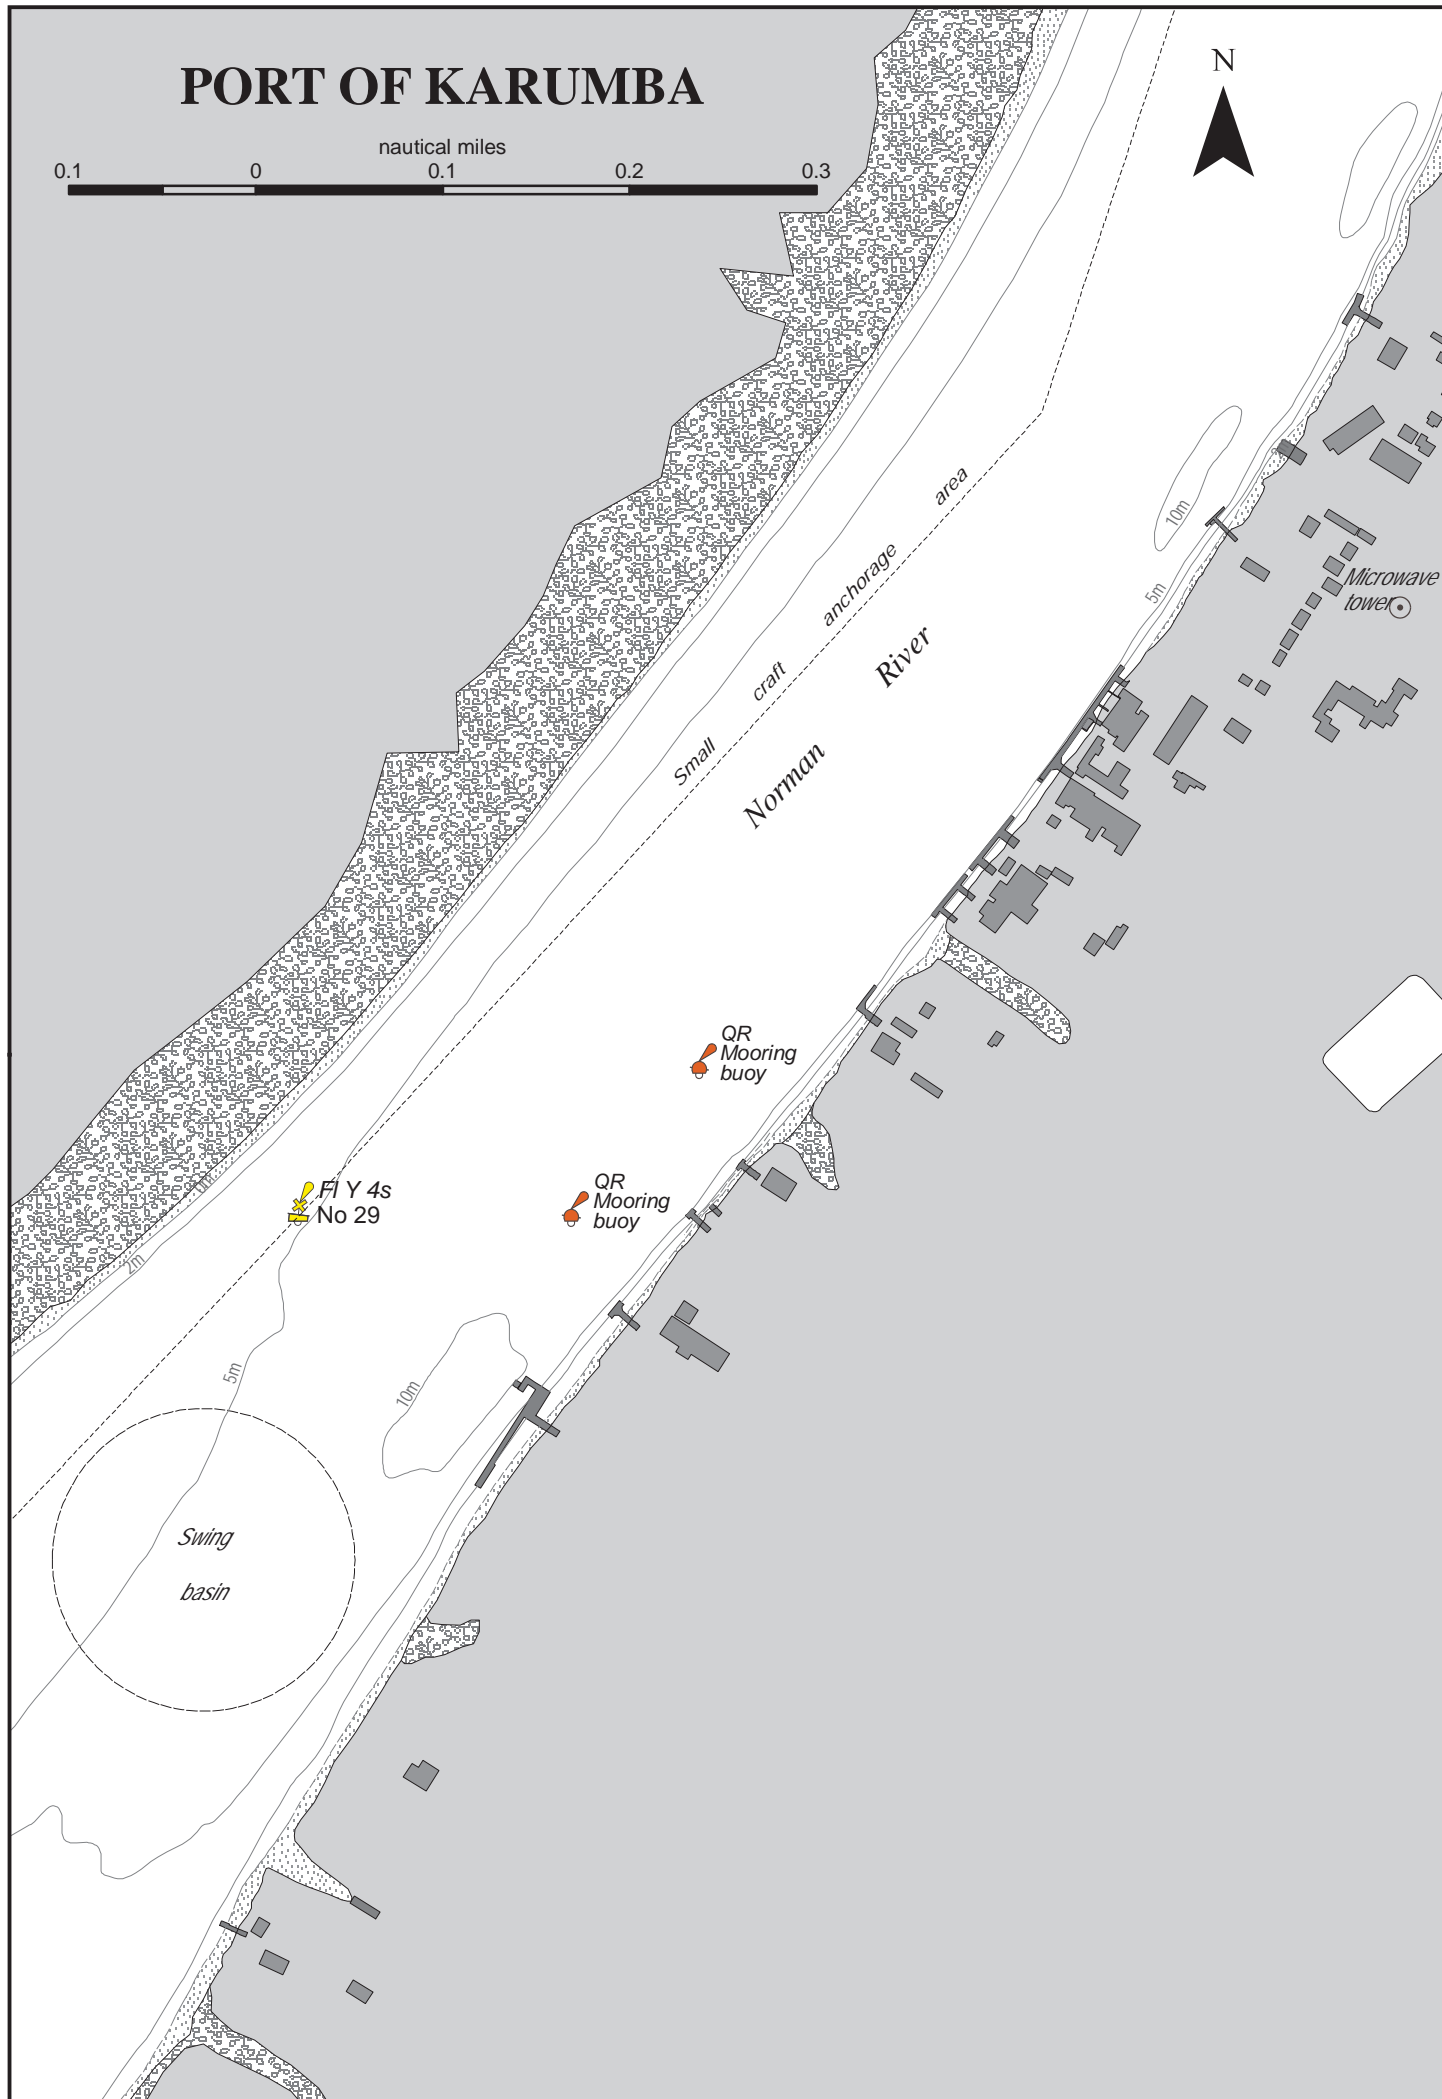 PORT OF KARUMBA
N
nautical miles
0.1 0 0.1 0.2 0.3
area
10m
anchorage
Microwave
tower
5m
River
craft
Small
Norman
QR
Mooring
buoy
QR
Mooring
buoy
0m
Fl Y 4s
No 29
2m
5m
10m
Swing
basin